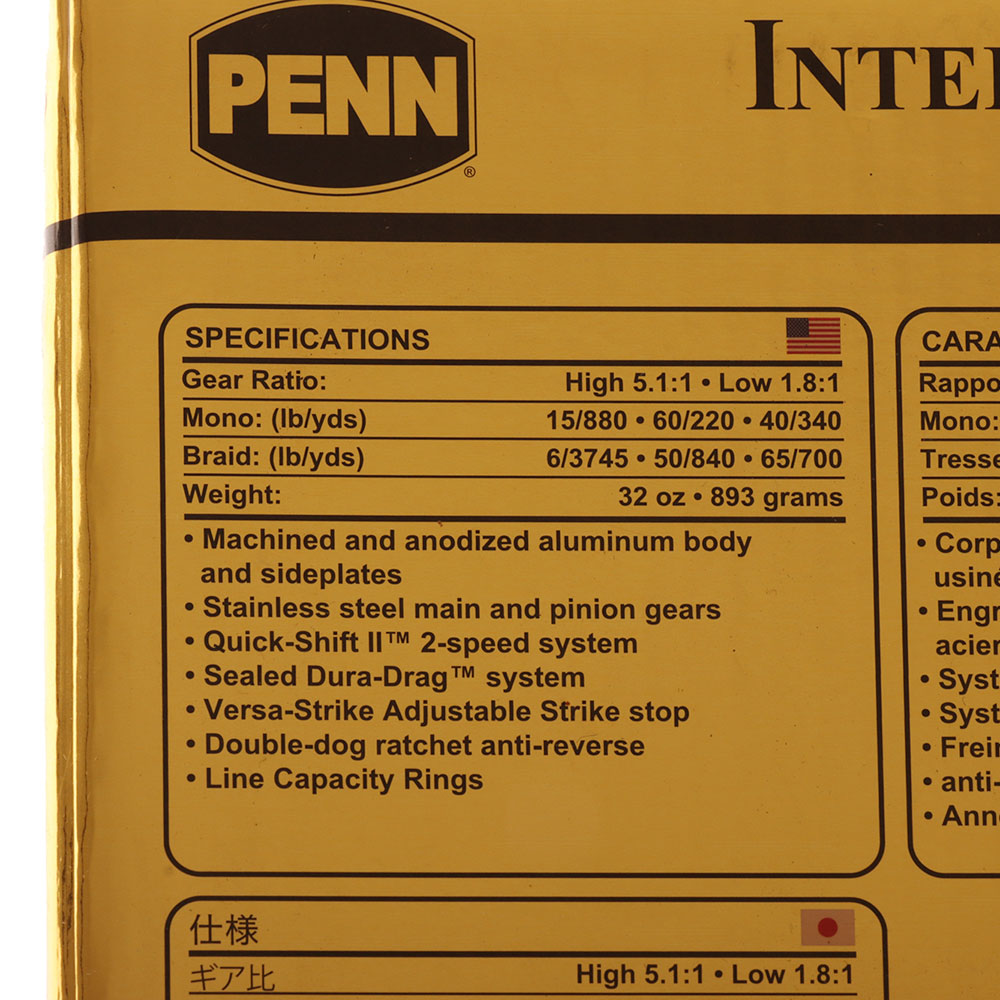 PENN
®
INTE
SPECIFICATIONS
Gear Ratio: High 5.1:1 • Low 1.8:1
Mono: (lb/yds) 15/880 • 60/220 • 40/340
Braid: (lb/yds) 6/3745 • 50/840 • 65/700
Weight: 32 oz • 893 grams
• Machined and anodized aluminum body
and sideplates
• Stainless steel main and pinion gears
• Quick-Shift II™ 2-speed system
• Sealed Dura-Drag™ system
• Versa-Strike Adjustable Strike stop
• Double-dog ratchet anti-reverse
• Line Capacity Rings
CARA
Rappo
Mono:
Tresse
Poids:
• Corp
usiné
• Engr
acier
• Syst
• Syst
• Frein
• anti-
• Ann
仕様
ギア比 High 5.1:1 • Low 1.8:1